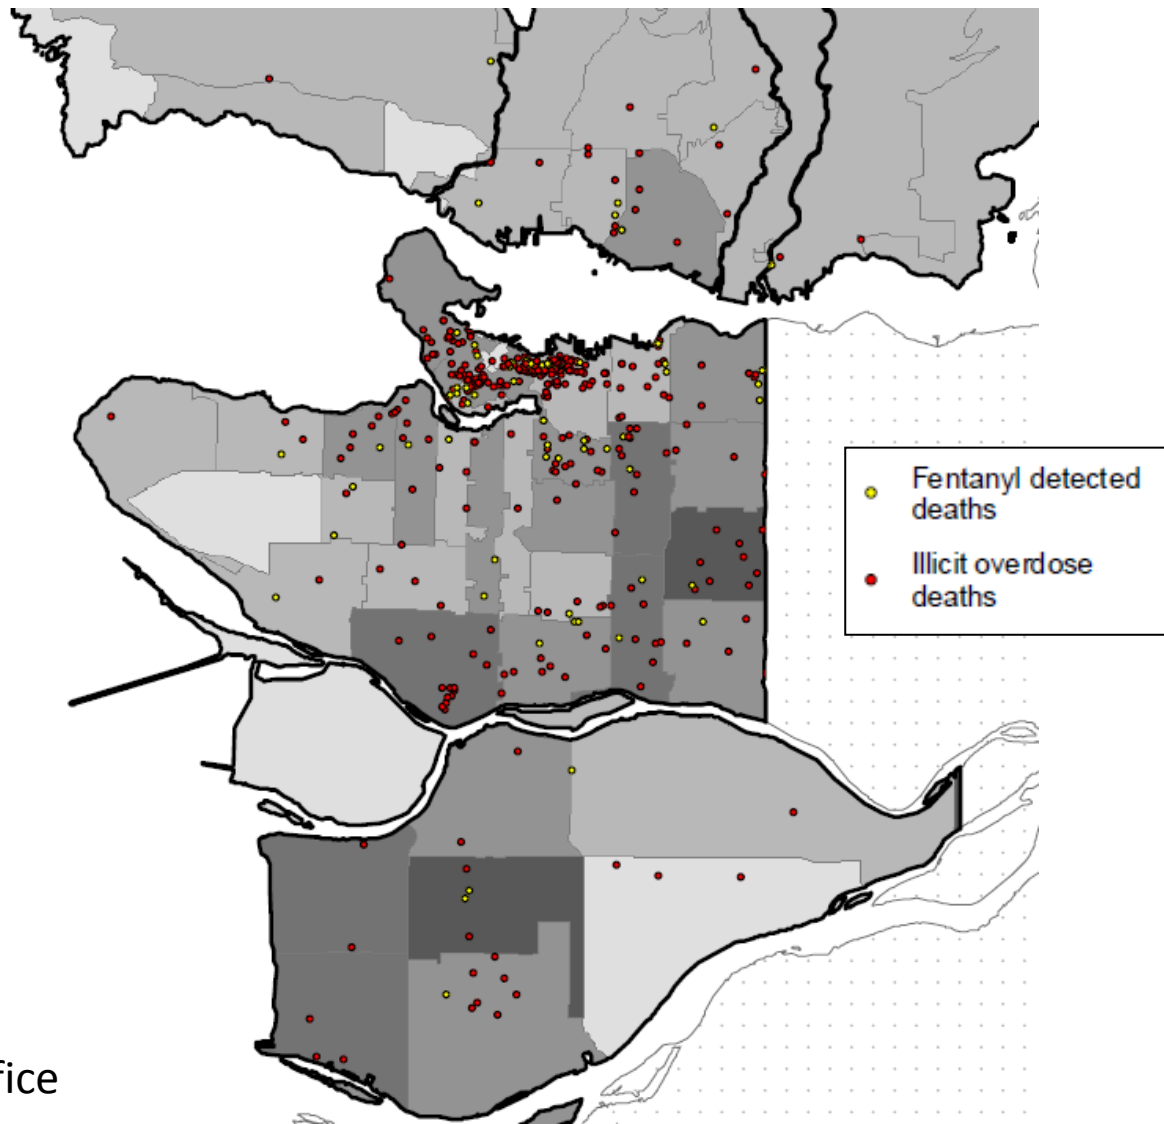 Fentanyl detected
deaths
Illicit overdose
deaths
fice